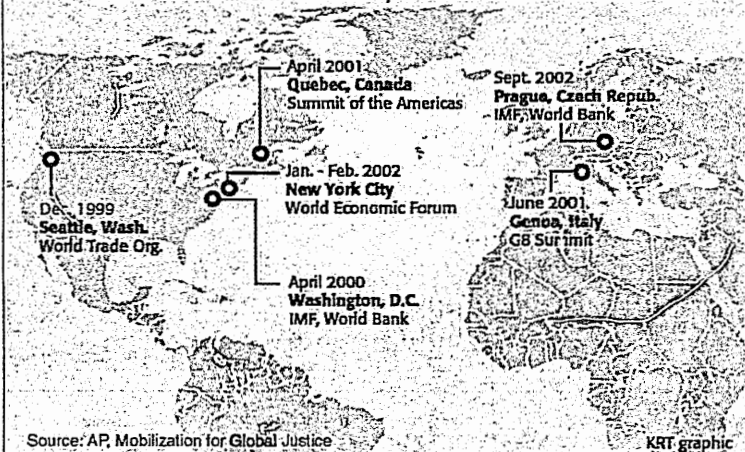 April 2001
Quebec, Canada
Summit of the Americas
Sept. 2002
Prague, Czech Repub.
IMF, World Bank
Jan. - Feb. 2002
New York City
World Economic Forum
Dec. 1999
Seattle, Wash.
World Trade Org.
June 2001
Genoa, Italy
G8 Summit
April 2000
Washington, D.C.
IMF, World Bank
Source: AP, Mobilization for Global Justice
KRT graphic